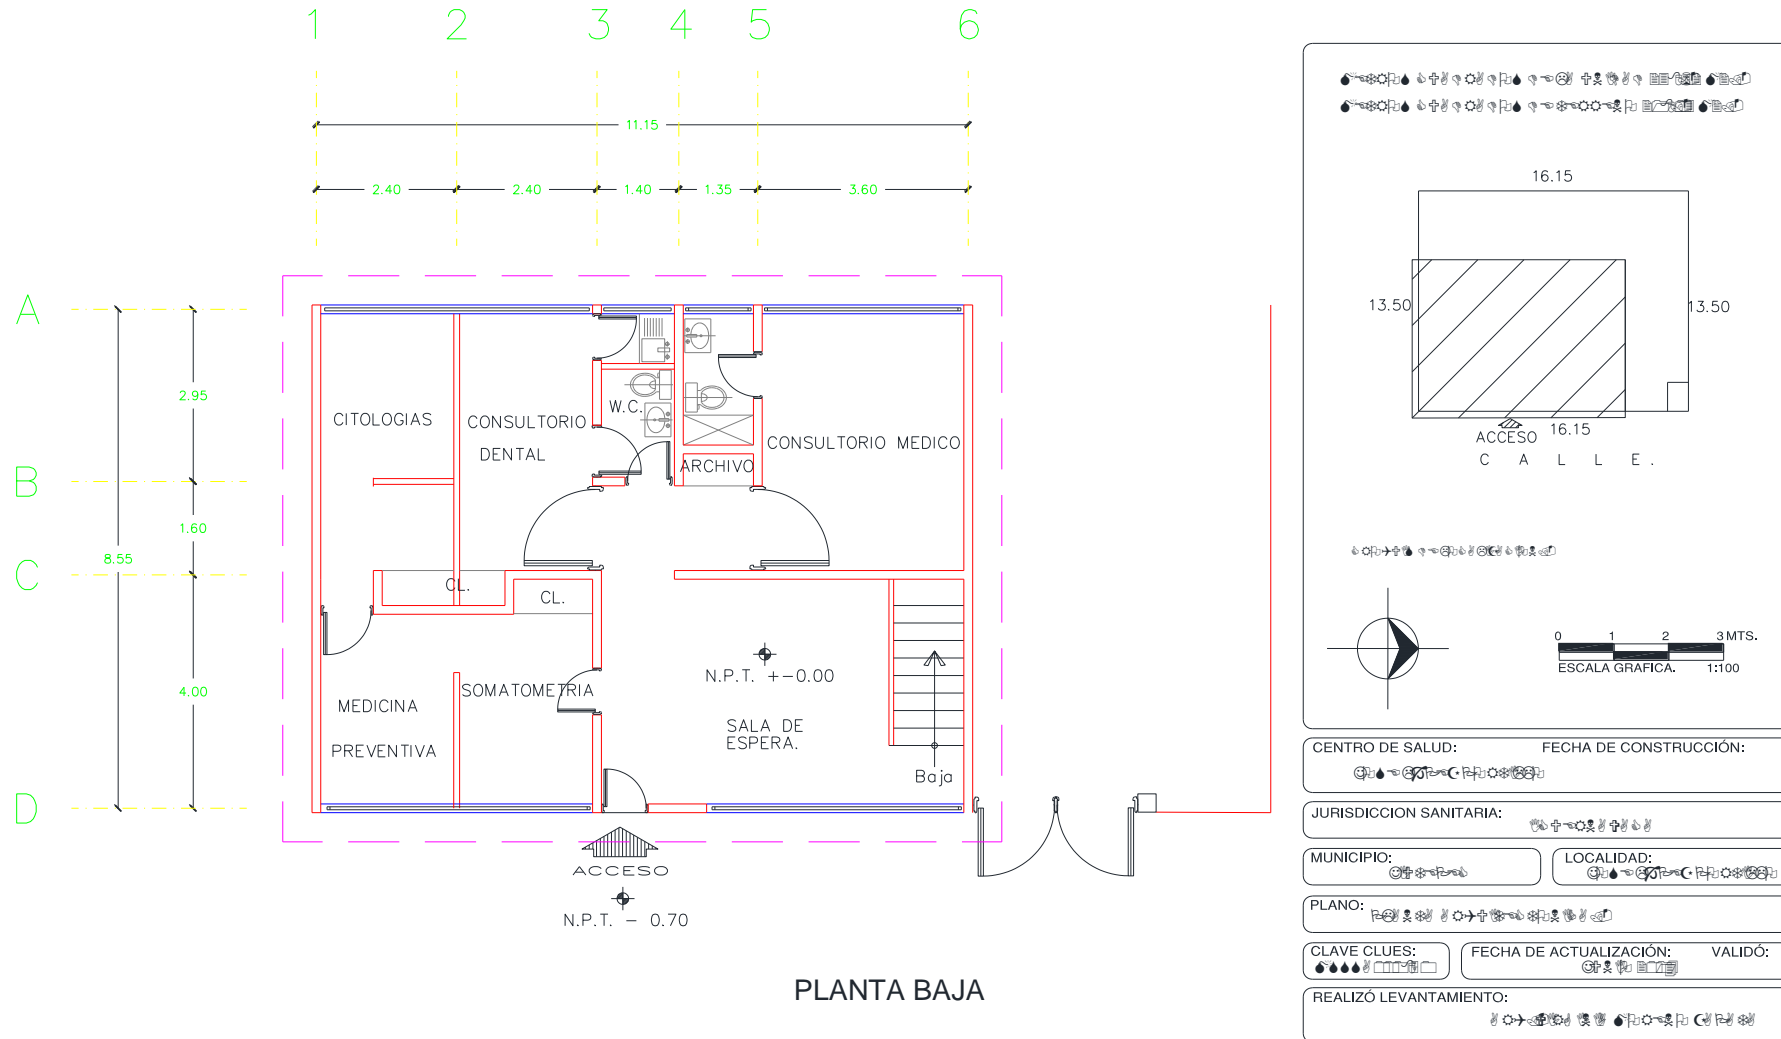 1 2 3 4 5 6
11.15
2.40 2.40 1.40 1.35 3.60
A
B
C
D
8.55
2.95
1.60
4.00
CITOLOGIAS
CONSULTORIO
DENTAL
W.C.
ARCHIVO
CONSULTORIO MEDICO
CL.
CL.
MEDICINA
PREVENTIVA
SOMATOMETRIA
N.P.T. +-0.00
SALA DE
ESPERA.
Baja
ACCESO
N.P.T. - 0.70
PLANTA BAJA
16.15
13.50
13.50
16.15
ACCESO
C A L L E .
0 1 2 3 MTS.
ESCALA GRAFICA. 1:100
CENTRO DE SALUD: FECHA DE CONSTRUCCIÓN:
JURISDICCION SANITARIA:
MUNICIPIO: LOCALIDAD:
PLANO:
CLAVE CLUES: FECHA DE ACTUALIZACIÓN: VALIDÓ:
REALIZÓ LEVANTAMIENTO: